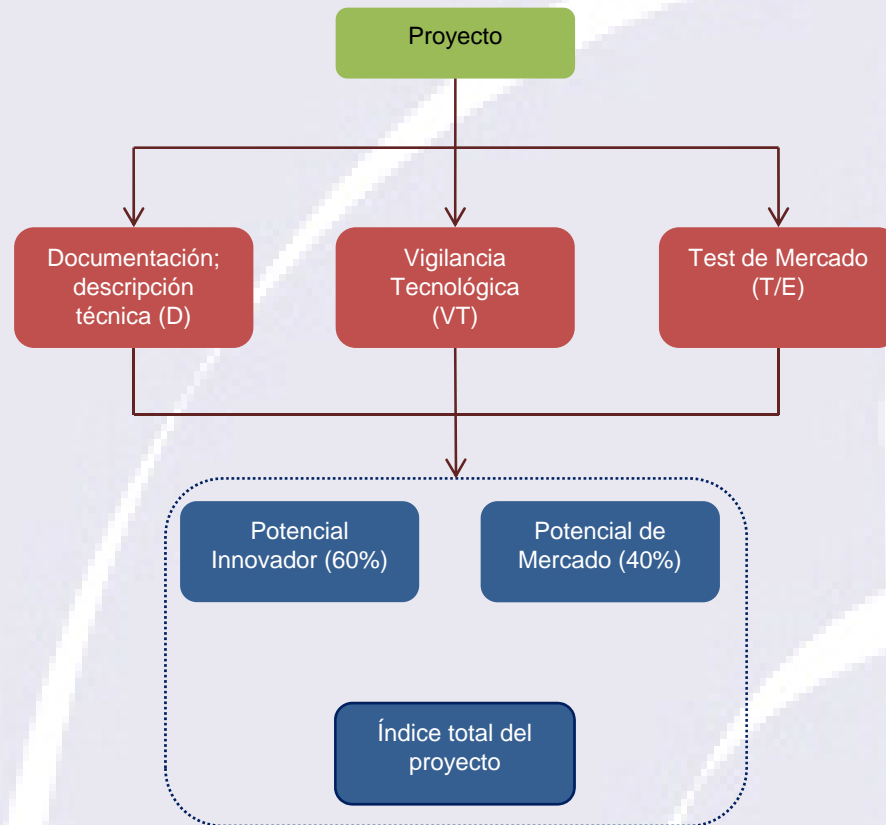 Proyecto
Documentación;
descripción
técnica (D)
Vigilancia
Tecnológica
(VT)
Test de Mercado
(T/E)
Potencial
Innovador (60%)
Potencial de
Mercado (40%)
Índice total del
proyecto